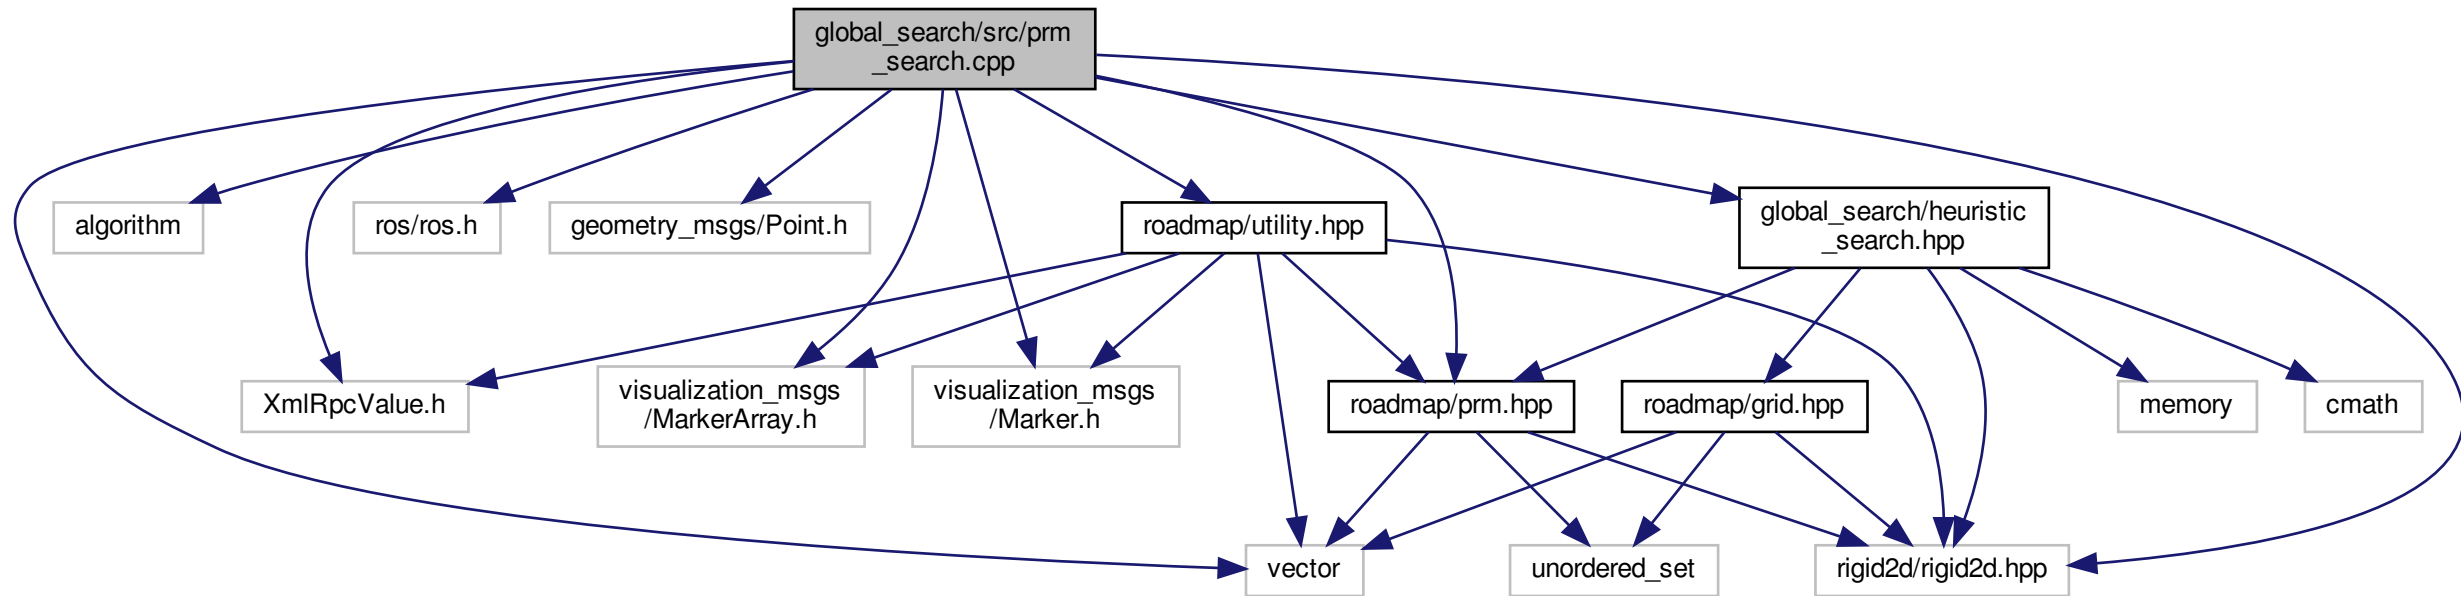 global_search/src/prm
_search.cpp
algorithm
ros/ros.h
geometry_msgs/Point.h
roadmap/utility.hpp
global_search/heuristic
_search.hpp
XmlRpcValue.h
visualization_msgs
/MarkerArray.h
visualization_msgs
/Marker.h
roadmap/prm.hpp
roadmap/grid.hpp
memory
cmath
vector
unordered_set
rigid2d/rigid2d.hpp